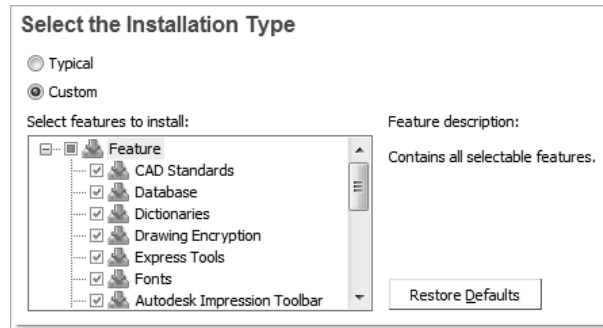 Select the Installation Type
Typical
Custom
Select features to install:
Feature
CAD Standards
Database
Dictionaries
Drawing Encryption
Express Tools
Fonts
Autodesk Impression Toolbar
Feature description:
Contains all selectable features.
Restore Defaults